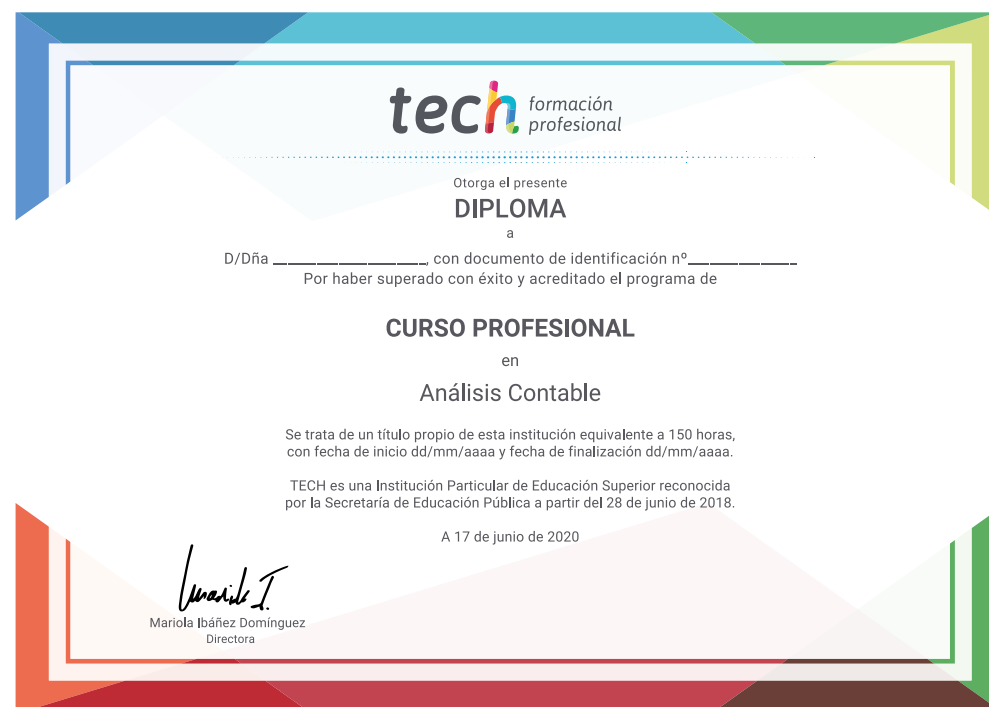 tech formación
profesional
Otorga el presente
DIPLOMA
a
D/Dña ____________________, con documento de identificación nº______________
Por haber superado con éxito y acreditado el programa de
CURSO PROFESIONAL
en
Análisis Contable
Se trata de un título propio de esta institución equivalente a 150 horas,
con fecha de inicio dd/mm/aaaa y fecha de finalización dd/mm/aaaa.
TECH es una Institución Particular de Educación Superior reconocida
por la Secretaría de Educación Pública a partir del 28 de junio de 2018.
A 17 de junio de 2020
Mariola Ibáñez Domínguez
Directora